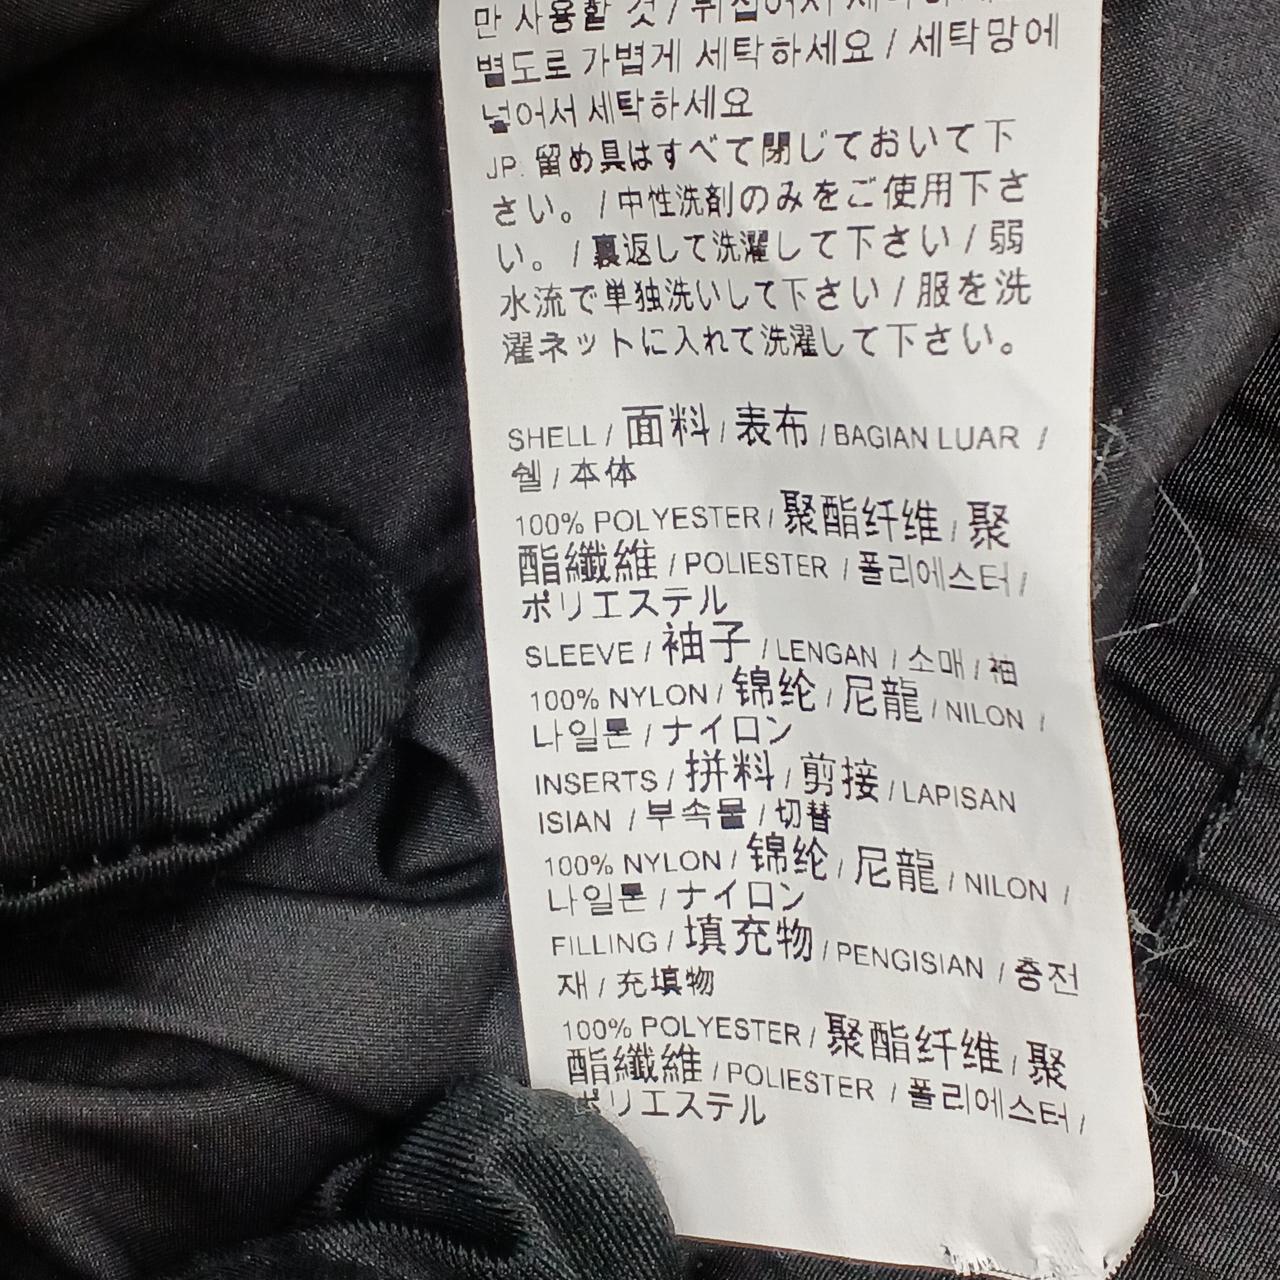 만 사용할 것 / 뒤집어서
별도로 가볍게 세탁하세요 / 세탁망에
넣어서 세탁하세요
JP: 留め具はすべて閉じておいて下
さい。 / 中性洗剤のみをご使用下さ
い。 / 裏返して洗濯して下さい / 弱
水流で単独洗いして下さい / 服を洗
濯ネットに入れて洗濯して下さい。
SHELL / 面料 / 表布 / BAGIAN LUAR /
쉘 / 本体
100% POLYESTER / 聚酯纤维 / 聚
酯纖維 / POLIESTER / 폴리에스터 /
ポリエステル
SLEEVE / 袖子 / LENGAN / 소매 / 袖
100% NYLON / 锦纶 / 尼龍 / NILON /
나일론 / ナイロン
INSERTS / 拼料 / 剪接 / LAPISAN
ISIAN / 부속물 / 切替
100% NYLON / 锦纶 / 尼龍 / NILON /
나일론 / ナイロン
FILLING / 填充物 / PENGISIAN / 충전
재 / 充填物
100% POLYESTER / 聚酯纤维 / 聚
酯纖維 / POLIESTER / 폴리에스터 /
ポリエステル